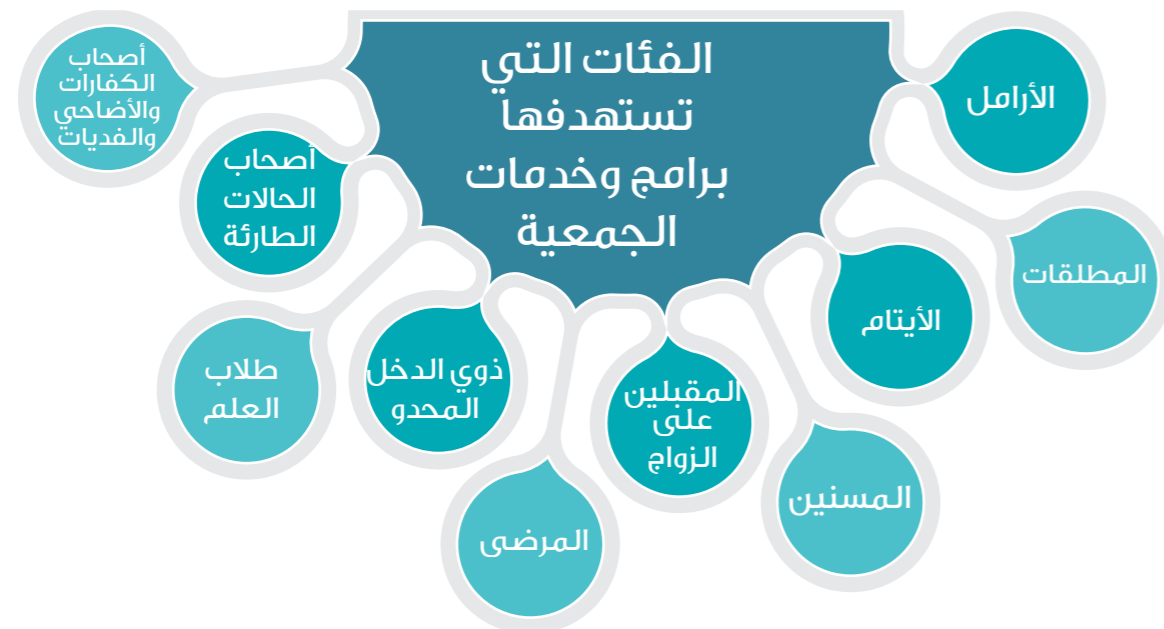 الفئات التي
تستهدفها
برامج وخدمات
الجمعية
الأرامل
المطلقات
الأيتام
المسنين
المقبلين
على
الزواج
المرضى
ذوي الدخل
المحدو
طلاب
العلم
أصحاب
الحالات
الطارئة
أصحاب
الكفارات
والأضاحي
والفديات